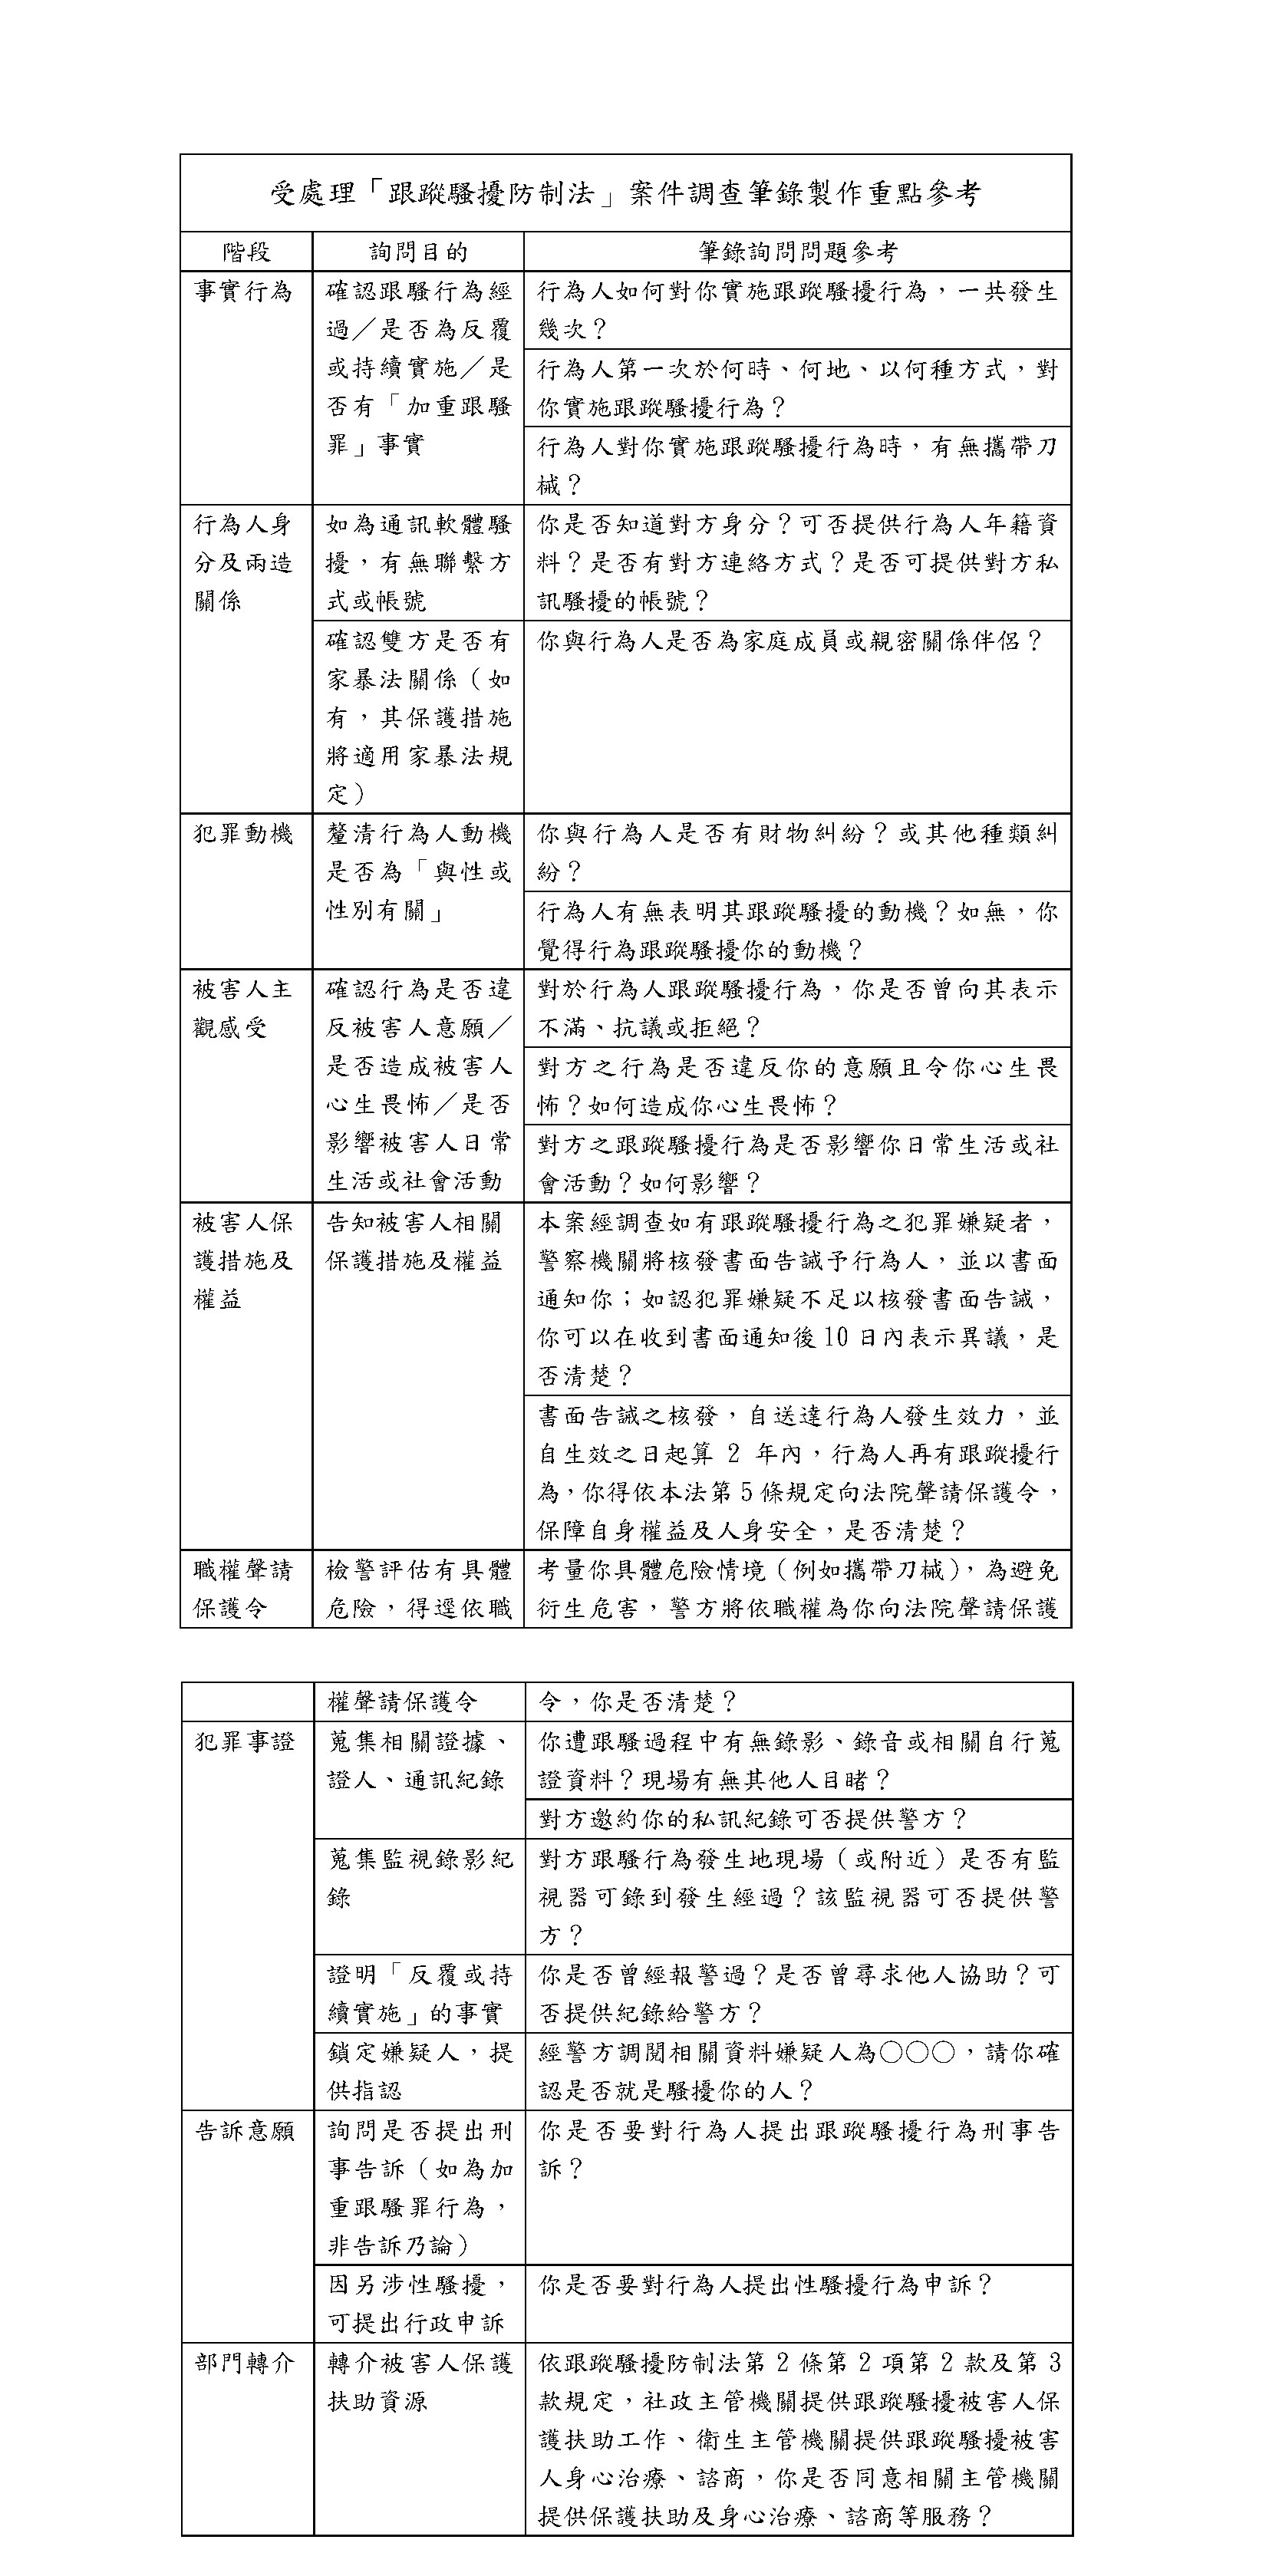 受處理「跟蹤騷擾防制法」案件調查筆錄製作重點參考
階段
詢問目的
筆錄詢問問題參考
事實行為
確認跟騷行為經
過／是否為反覆
或持續實施／是
否有「加重跟騷
罪」事實
行為人如何對你實施跟蹤騷擾行為，一共發生
幾次？
行為人第一次於何時、何地、以何種方式，對
你實施跟蹤騷擾行為？
行為人對你實施跟蹤騷擾行為時，有無攜帶刀
械？
行為人身
分及兩造
關係
如為通訊軟體騷
擾，有無聯繫方
式或帳號
你是否知道對方身分？可否提供行為人年籍資
料？是否有對方連絡方式？是否可提供對方私
訊騷擾的帳號？
確認雙方是否有
家暴法關係（如
有，其保護措施
將適用家暴法規
定）
你與行為人是否為家庭成員或親密關係伴侶？
犯罪動機
釐清行為人動機
是否為「與性或
性別有關」
你與行為人是否有財物糾紛？或其他種類糾
紛？
行為人有無表明其跟蹤騷擾的動機？如無，你
覺得行為跟蹤騷擾你的動機？
被害人主
觀感受
確認行為是否違
反被害人意願／
是否造成被害人
心生畏怖／是否
影響被害人日常
生活或社會活動
對於行為人跟蹤騷擾行為，你是否曾向其表示
不滿、抗議或拒絕？
對方之行為是否違反你的意願且令你心生畏
怖？如何造成你心生畏怖？
對方之跟蹤騷擾行為是否影響你日常生活或社
會活動？如何影響？
被害人保
護措施及
權益
告知被害人相關
保護措施及權益
本案經調查如有跟蹤騷擾行為之犯罪嫌疑者，
警察機關將核發書面告誡予行為人，並以書面
通知你；如認犯罪嫌疑不足以核發書面告誡，
你可以在收到書面通知後10日內表示異議，是
否清楚？
書面告誡之核發，自送達行為人發生效力，並
自生效之日起算 2 年內，行為人再有跟蹤擾行
為，你得依本法第5條規定向法院聲請保護令，
保障自身權益及人身安全，是否清楚？
職權聲請
保護令
檢警評估有具體
危險，得逕依職
考量你具體危險情境（例如攜帶刀械），為避免
衍生危害，警方將依職權為你向法院聲請保護
權聲請保護令
令，你是否清楚？
犯罪事證
蒐集相關證據、
證人、通訊紀錄
你遭跟騷過程中有無錄影、錄音或相關自行蒐
證資料？現場有無其他人目睹？
對方邀約你的私訊紀錄可否提供警方？
蒐集監視錄影紀
錄
對方跟騷行為發生地現場（或附近）是否有監
視器可錄到發生經過？該監視器可否提供警
方？
證明「反覆或持
續實施」的事實
你是否曾經報警過？是否曾尋求他人協助？可
否提供紀錄給警方？
鎖定嫌疑人，提
供指認
經警方調閱相關資料嫌疑人為○○○，請你確
認是否就是騷擾你的人？
告訴意願
詢問是否提出刑
事告訴（如為加
重跟騷罪行為，
非告訴乃論）
你是否要對行為人提出跟蹤騷擾行為刑事告
訴？
因另涉性騷擾，
可提出行政申訴
你是否要對行為人提出性騷擾行為申訴？
部門轉介
轉介被害人保護
扶助資源
依跟蹤騷擾防制法第2條第2項第2款及第3
款規定，社政主管機關提供跟蹤騷擾被害人保
護扶助工作、衛生主管機關提供跟蹤騷擾被害
人身心治療、諮商，你是否同意相關主管機關
提供保護扶助及身心治療、諮商等服務？